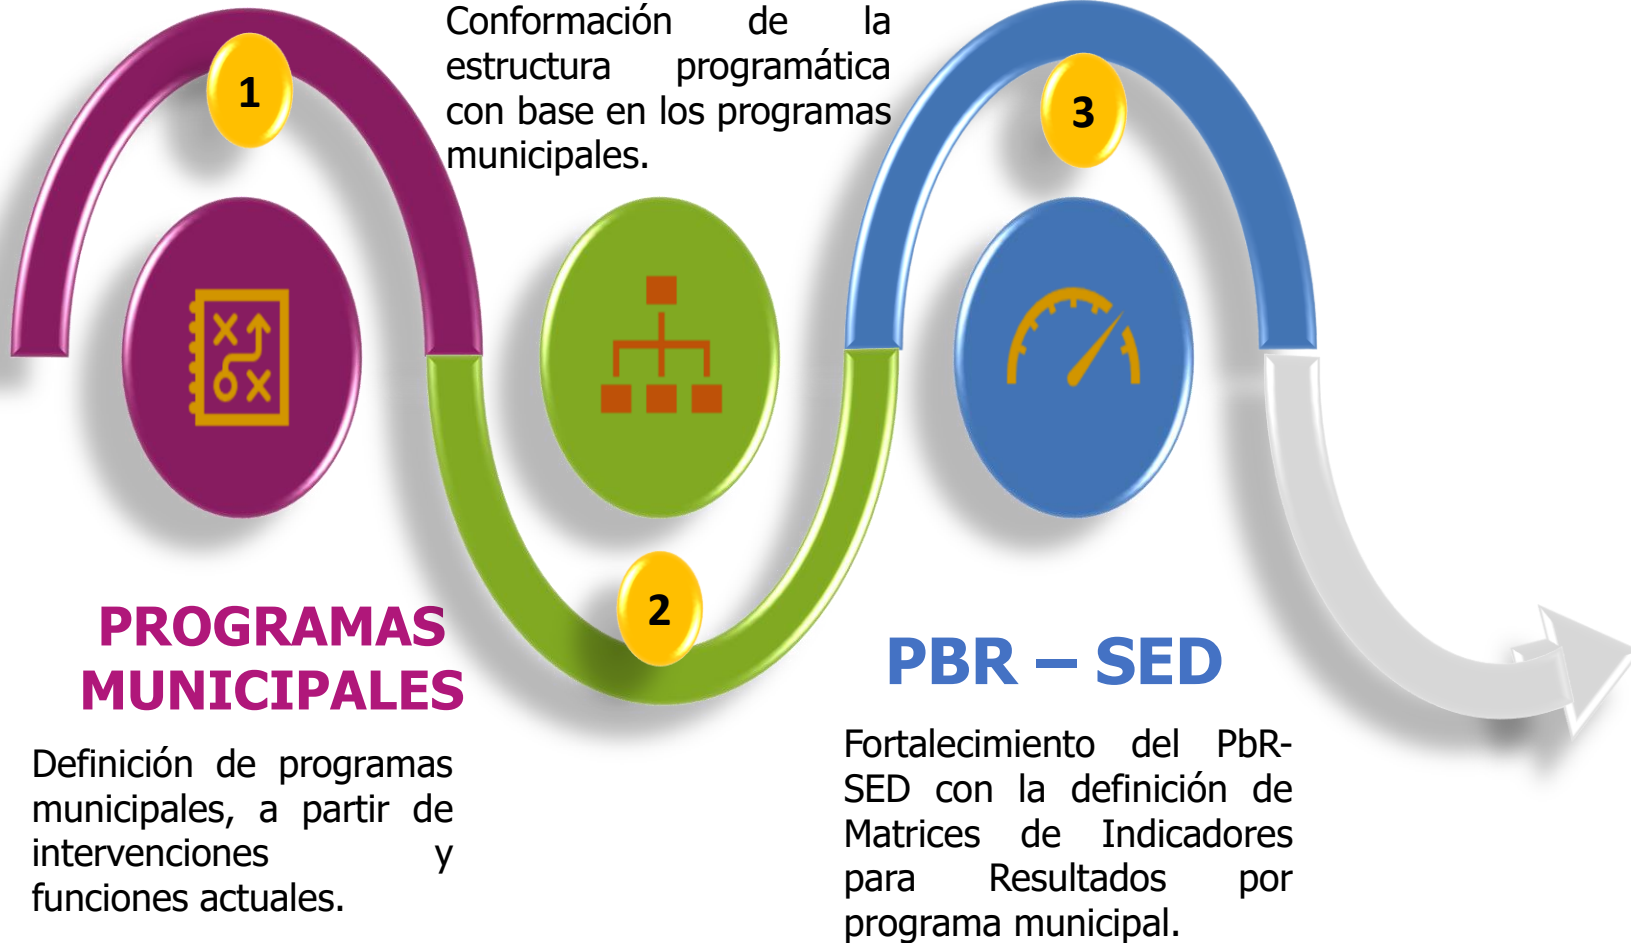 1
PROGRAMAS
MUNICIPALES
Definición de programas
municipales, a partir de
intervenciones y
funciones actuales.
Conformación de la
estructura programática
con base en los programas
municipales.
2
3
PBR – SED
Fortalecimiento del PbR-
SED con la definición de
Matrices de Indicadores
para Resultados por
programa municipal.